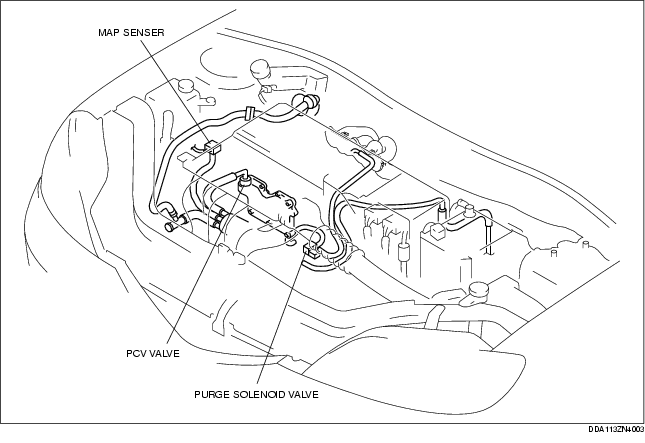 MAP SENSER
PCV VALVE
PURGE SOLENOID VALVE
DDA113ZN4003